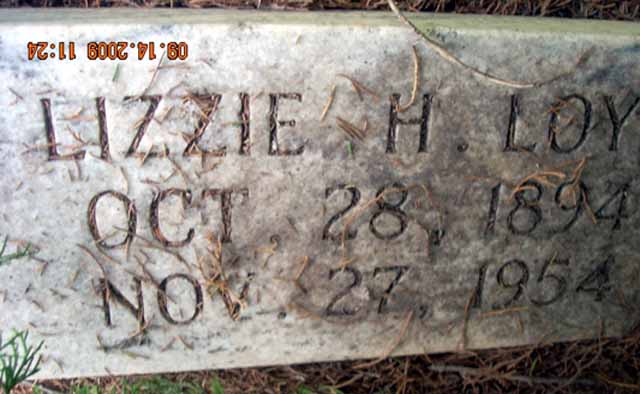 09.14.2009 11:24
LIZZIE H. LOY
OCT. 28, 1894
NOV. 27, 1954